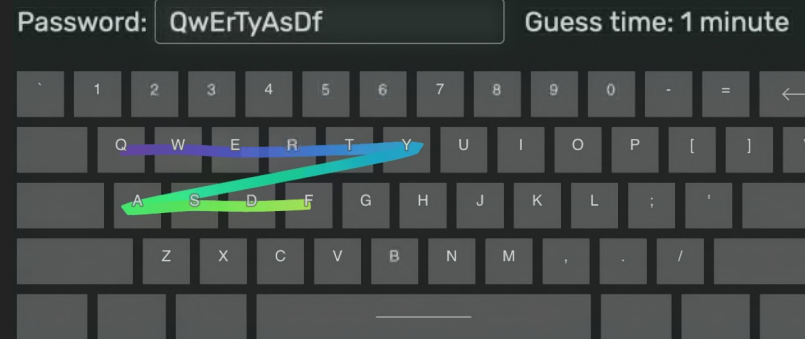 Password: QwErTyAsDf Guess time: 1 minute
` 1 2 3 4 5 6 7 8 9 0 - = ←
Q W E R T Y U I O P [ ]
A S D F G H J K L ; '
Z X C V B N M , . /